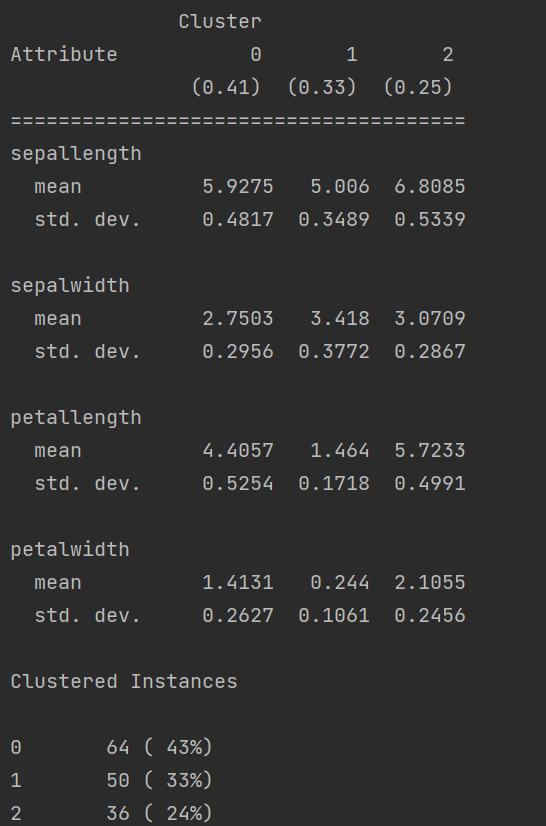 Cluster
Attribute 0 1 2
(0.41) (0.33) (0.25)
======================================
sepallength
mean 5.9275 5.006 6.8085
std. dev. 0.4817 0.3489 0.5339
sepalwidth
mean 2.7503 3.418 3.0709
std. dev. 0.2956 0.3772 0.2867
petallength
mean 4.4057 1.464 5.7233
std. dev. 0.5254 0.1718 0.4991
petalwidth
mean 1.4131 0.244 2.1055
std. dev. 0.2627 0.1061 0.2456
Clustered Instances
0 64 ( 43%)
1 50 ( 33%)
2 36 ( 24%)